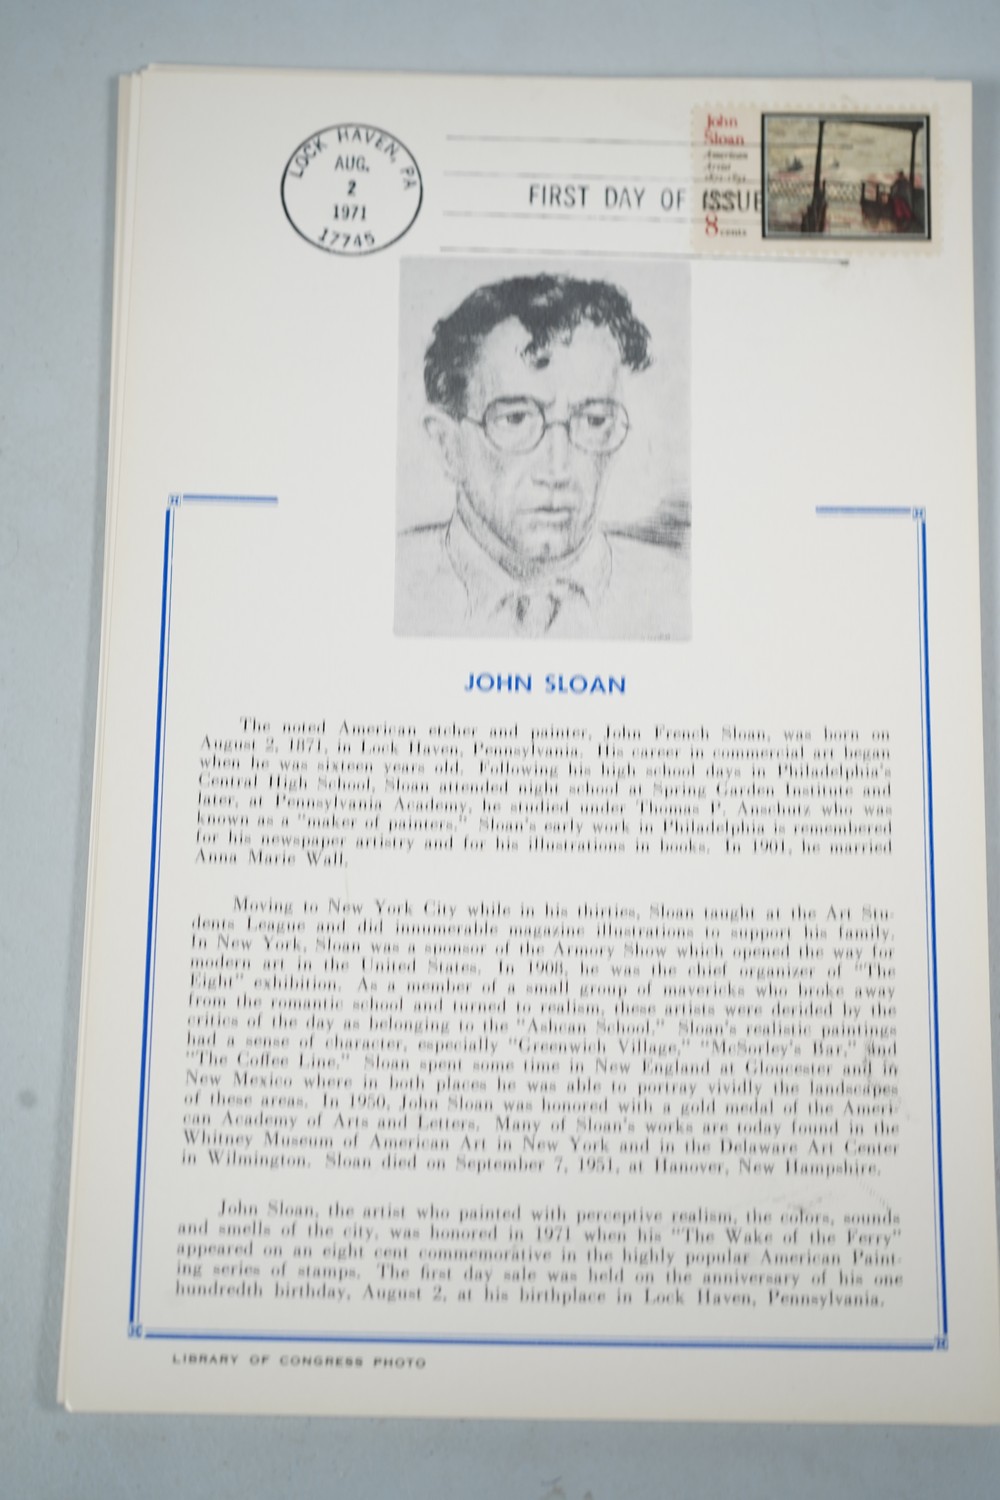 LOCK HAVEN, PA
AUG.
2
1971
17745
FIRST DAY OF ISSUE
John
Sloan
American
Artist
1871-1951
8 cents
JOHN SLOAN
The noted American etcher and painter, John French Sloan, was born on
August 2, 1871, in Lock Haven, Pennsylvania. His career in commercial art began
when he was sixteen years old. Following his high school days in Philadelphia's
Central High School, Sloan attended night school at Spring Garden Institute and
later, at Pennsylvania Academy, he studied under Thomas P. Anschutz who was
known as a "maker of painters." Sloan's early work in Philadelphia is remembered
for his newspaper artistry and for his illustrations in books. In 1901, he married
Anna Marie Wall.
Moving to New York City while in his thirties, Sloan taught at the Art Stu-
dents League and did innumerable magazine illustrations to support his family.
In New York, Sloan was a sponsor of the Armory Show which opened the way for
modern art in the United States. In 1908, he was the chief organizer of "The
Eight" exhibition. As a member of a small group of mavericks who broke away
from the romantic school and turned to realism, these artists were derided by the
critics of the day as belonging to the "Ashcan School." Sloan's realistic paintings
had a sense of character, especially "Greenwich Village," "McSorley's Bar," and
"The Coffee Line." Sloan spent some time in New England at Gloucester and in
New Mexico where in both places he was able to portray vividly the landscapes
of these areas. In 1950, John Sloan was honored with a gold medal of the Ameri-
can Academy of Arts and Letters. Many of Sloan's works are today found in the
Whitney Museum of American Art in New York and in the Delaware Art Center
in Wilmington. Sloan died on September 7, 1951, at Hanover, New Hampshire.
John Sloan, the artist who painted with perceptive realism, the colors, sounds
and smells of the city, was honored in 1971 when his "The Wake of the Ferry"
appeared on an eight cent commemorative in the highly popular American Paint-
ing series of stamps. The first day sale was held on the anniversary of his one
hundredth birthday, August 2, at his birthplace in Lock Haven, Pennsylvania.
LIBRARY OF CONGRESS PHOTO